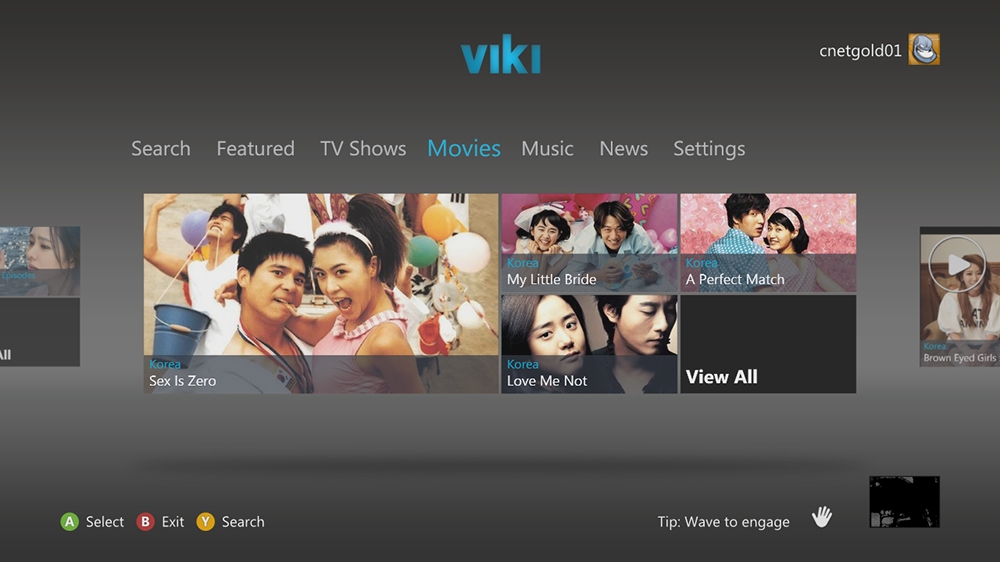 viki
cnetgold01
Search Featured TV Shows Movies Music News Settings
Episodes
All
Korea
Sex Is Zero
Korea
My Little Bride
Korea
A Perfect Match
Korea
Love Me Not
View All
Korea
Brown Eyed Girls
A Select B Exit Y Search
Tip: Wave to engage